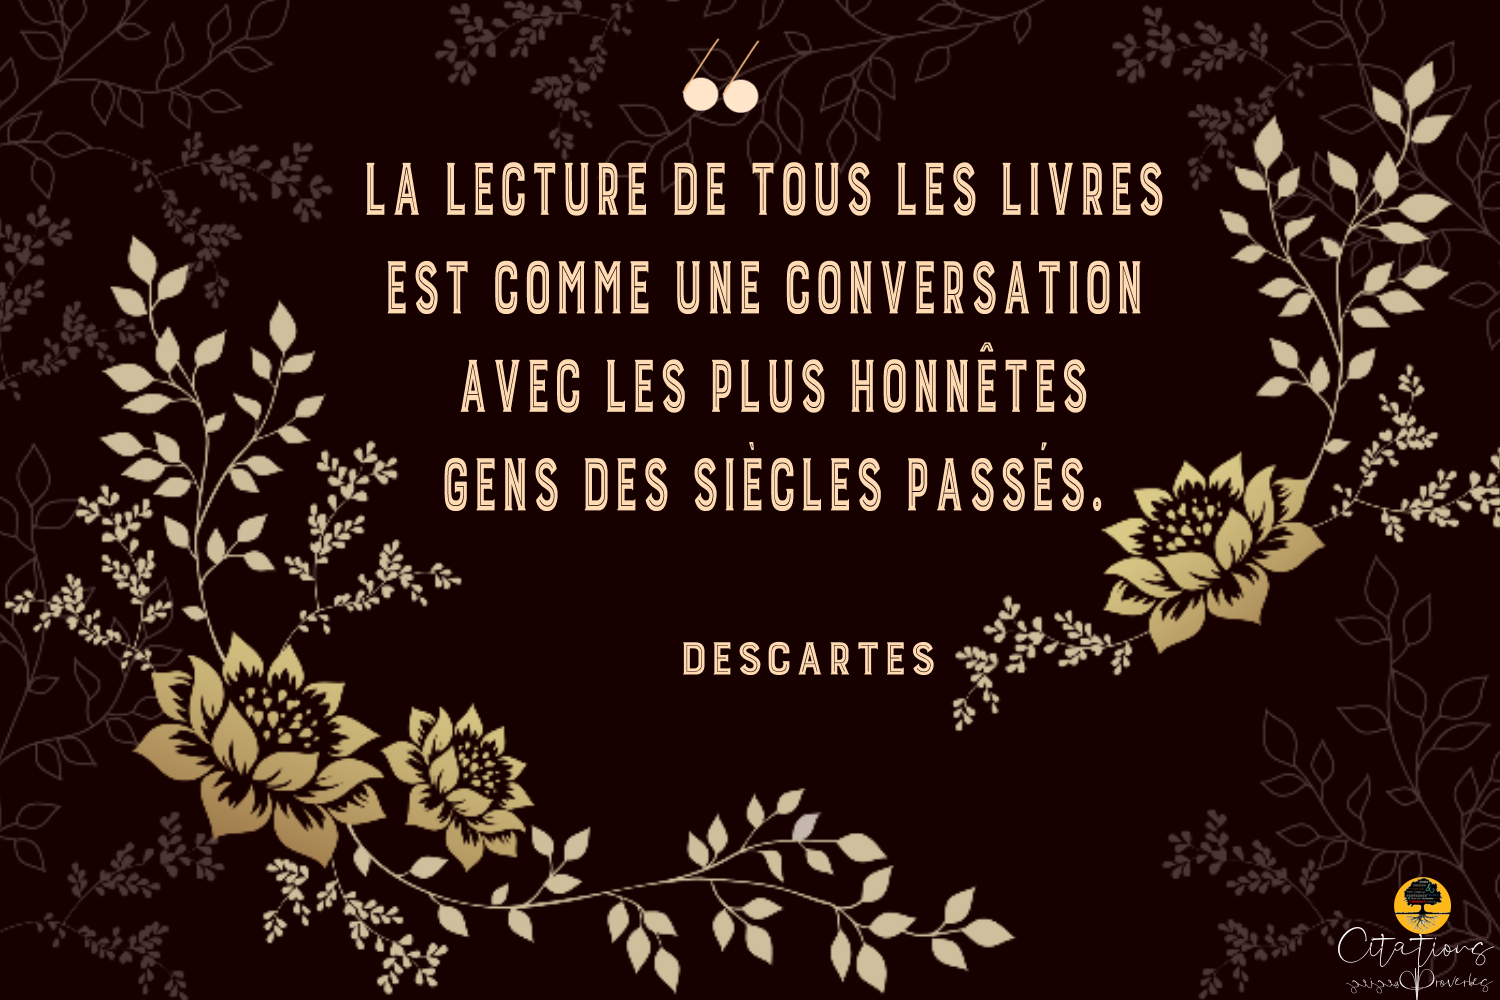 LA LECTURE DE TOUS LES LIVRES
EST COMME UNE CONVERSATION
AVEC LES PLUS HONNÊTES
GENS DES SIÈCLES PASSÉS.
DESCARTES
Citations
Proverbes